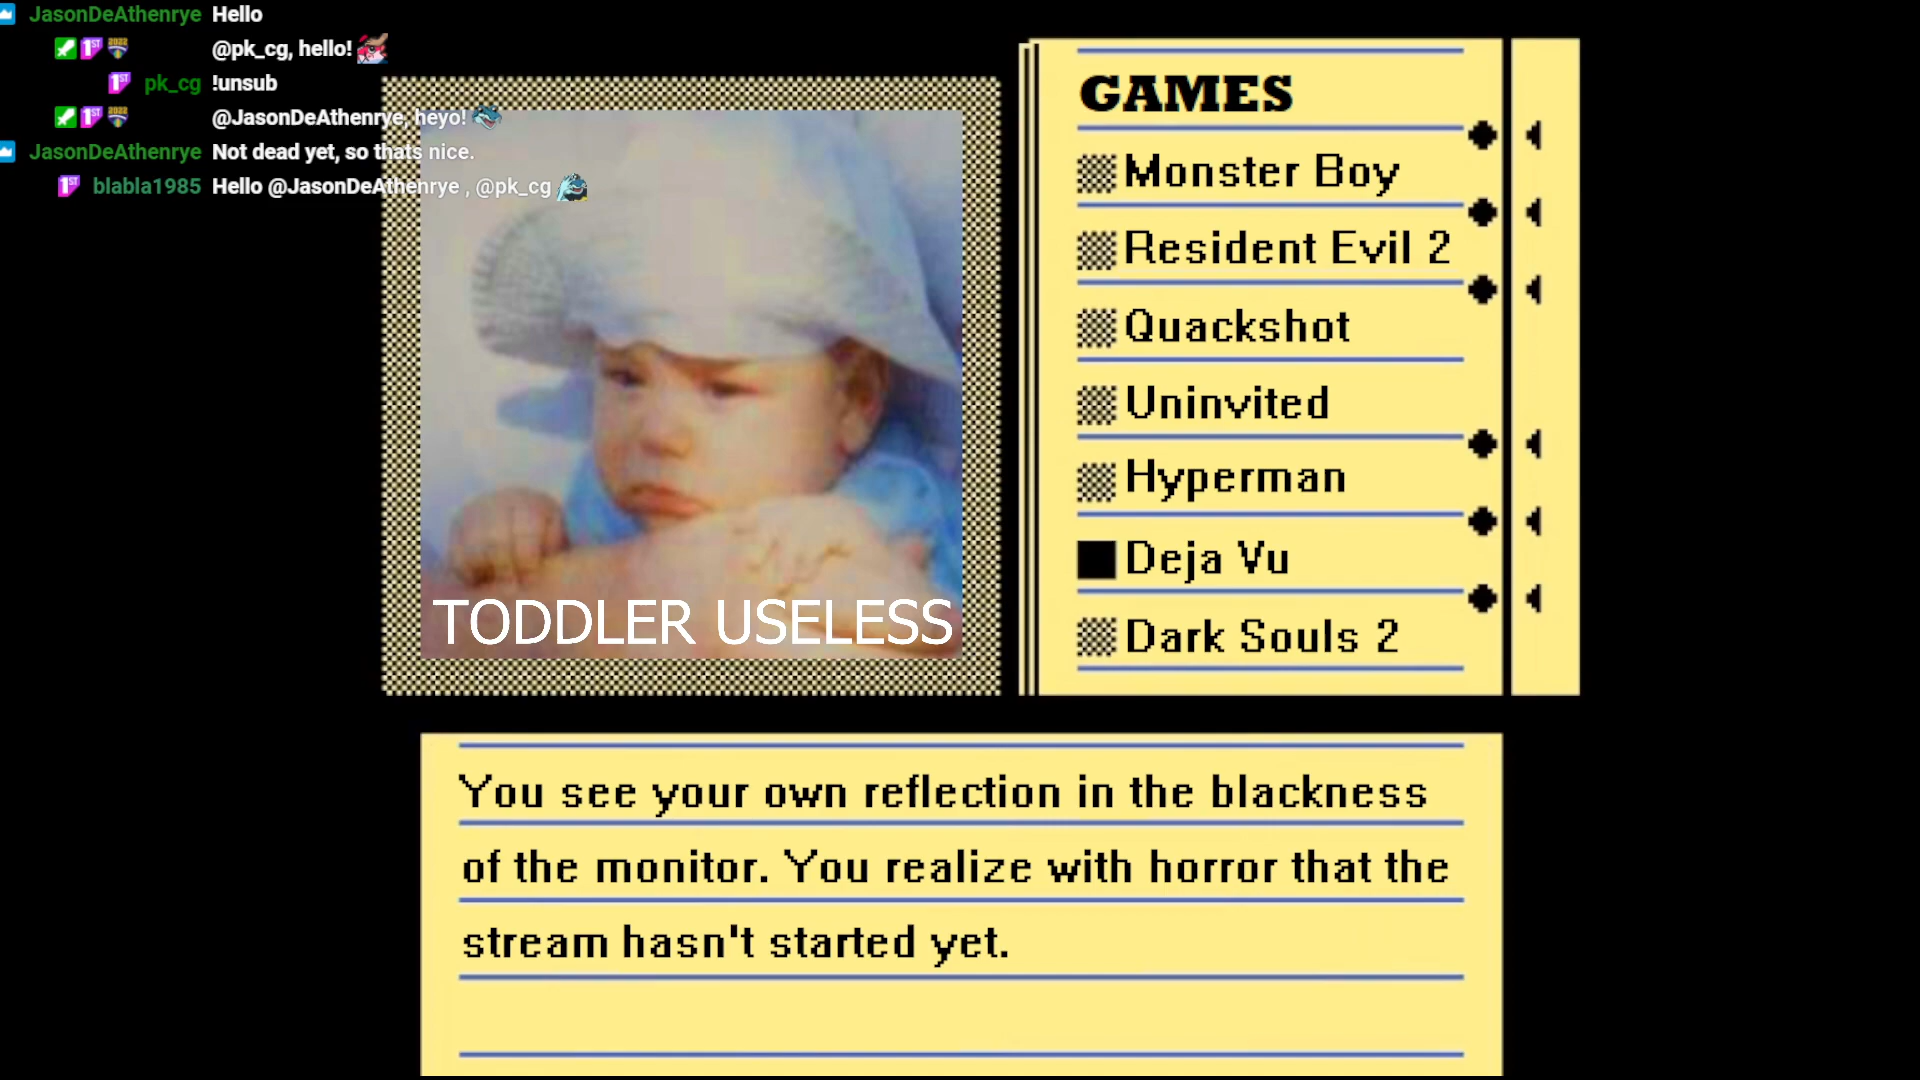 JasonDeAthenrye Hello
@pk_cg, hello!
pk_cg !unsub
@JasonDeAthenrye, heyo!
JasonDeAthenrye Not dead yet, so thats nice.
blabla1985 Hello @JasonDeAthenrye , @pk_cg
TODDLER USELESS
GAMES
Monster Boy
Resident Evil 2
Quackshot
Uninvited
Hyperman
Deja Vu
Dark Souls 2
You see your own reflection in the blackness
of the monitor. You realize with horror that the
stream hasn't started yet.